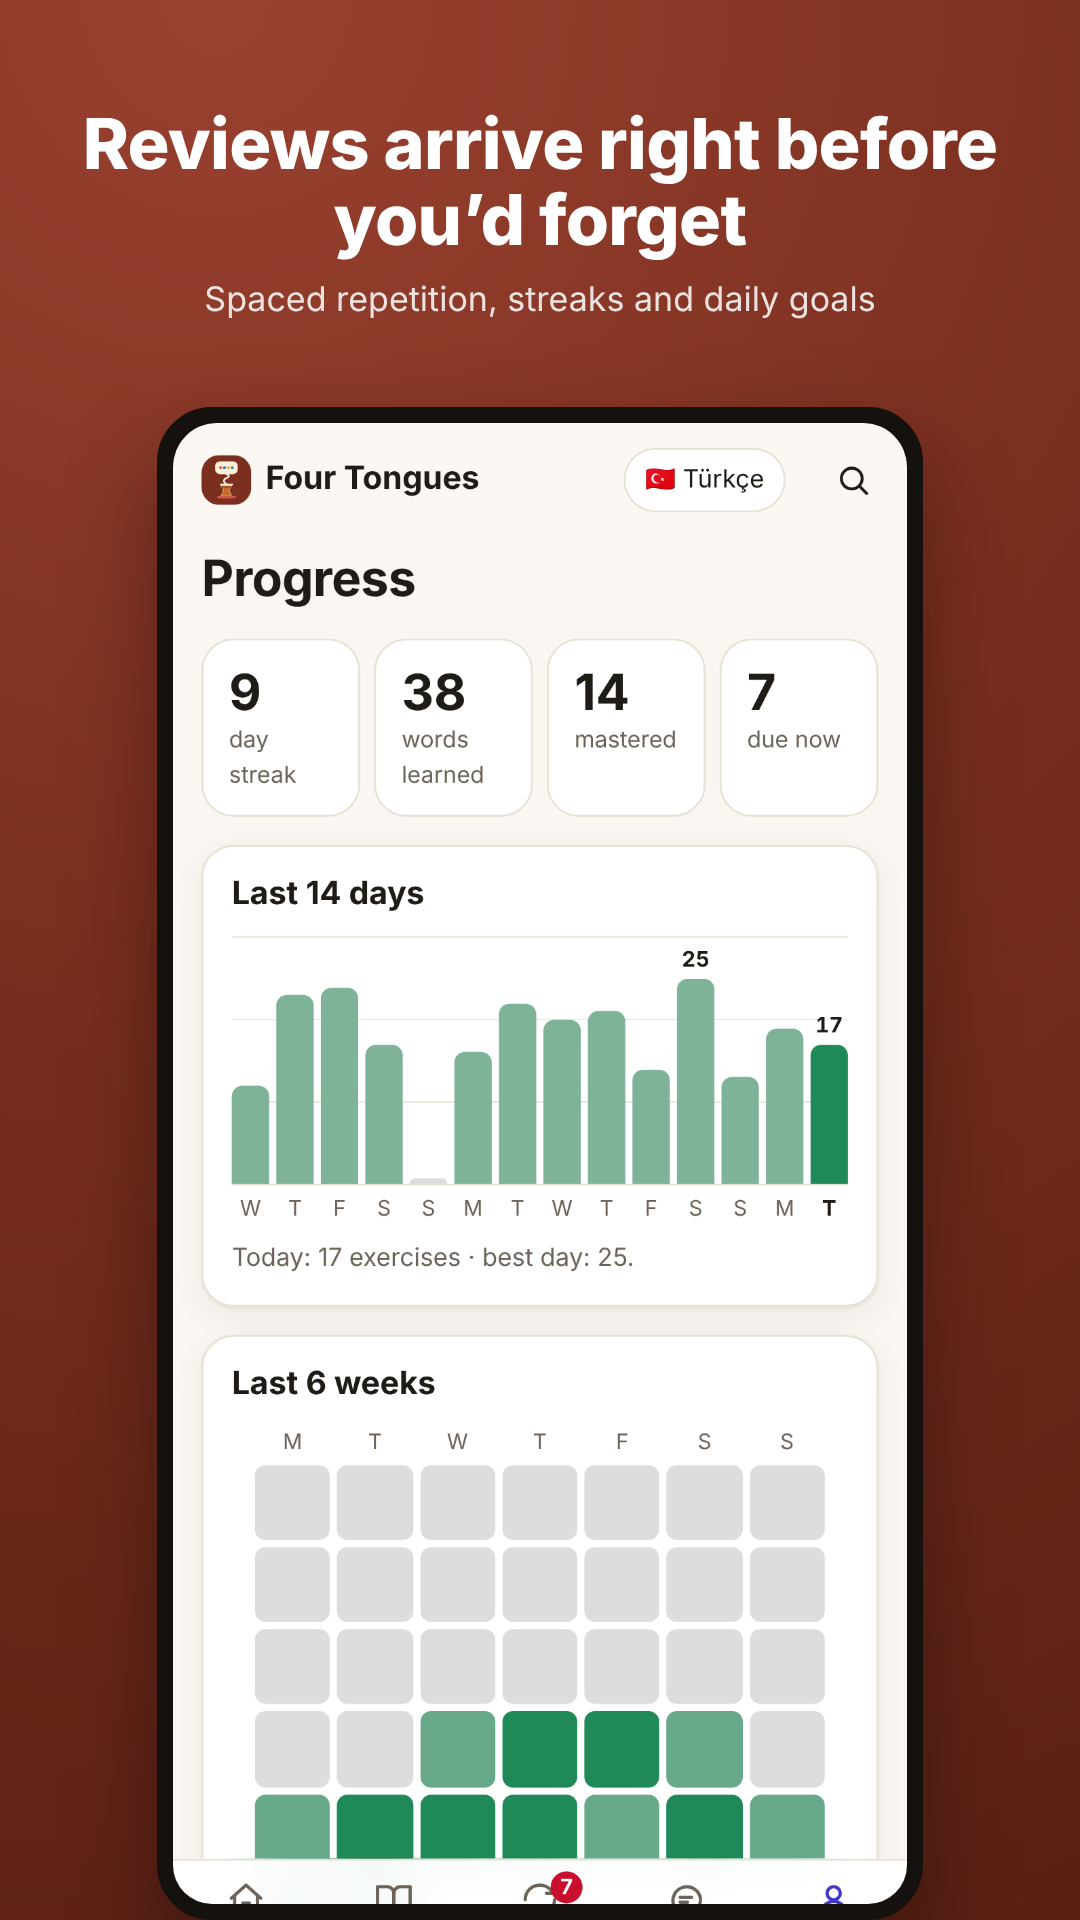 Reviews arrive right before
you’d forget
Spaced repetition, streaks and daily goals
Four Tongues
Türkçe
Progress
9
day
streak
38
words
learned
14
mastered
7
due now
Last 14 days
25
17
W T F S S M T W T F S S M T
Today: 17 exercises · best day: 25.
Last 6 weeks
M T W T F S S
7